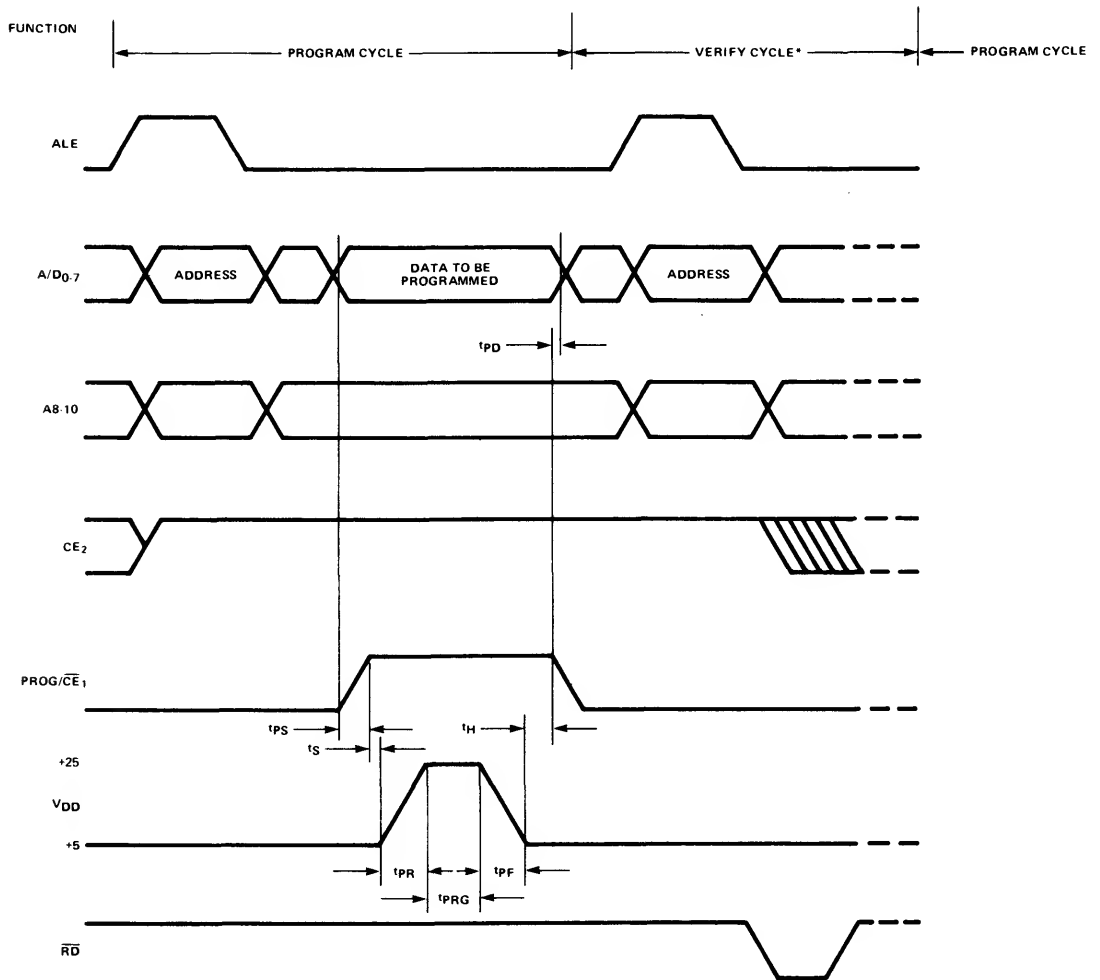 FUNCTION
PROGRAM CYCLE
VERIFY CYCLE*
PROGRAM CYCLE
ALE
A/D0-7
ADDRESS
DATA TO BE
PROGRAMMED
ADDRESS
tPD
A8-10
CE2
PROG/CE1
tPS
tH
tS
+25
VDD
+5
tPR
tPF
tPRG
RD